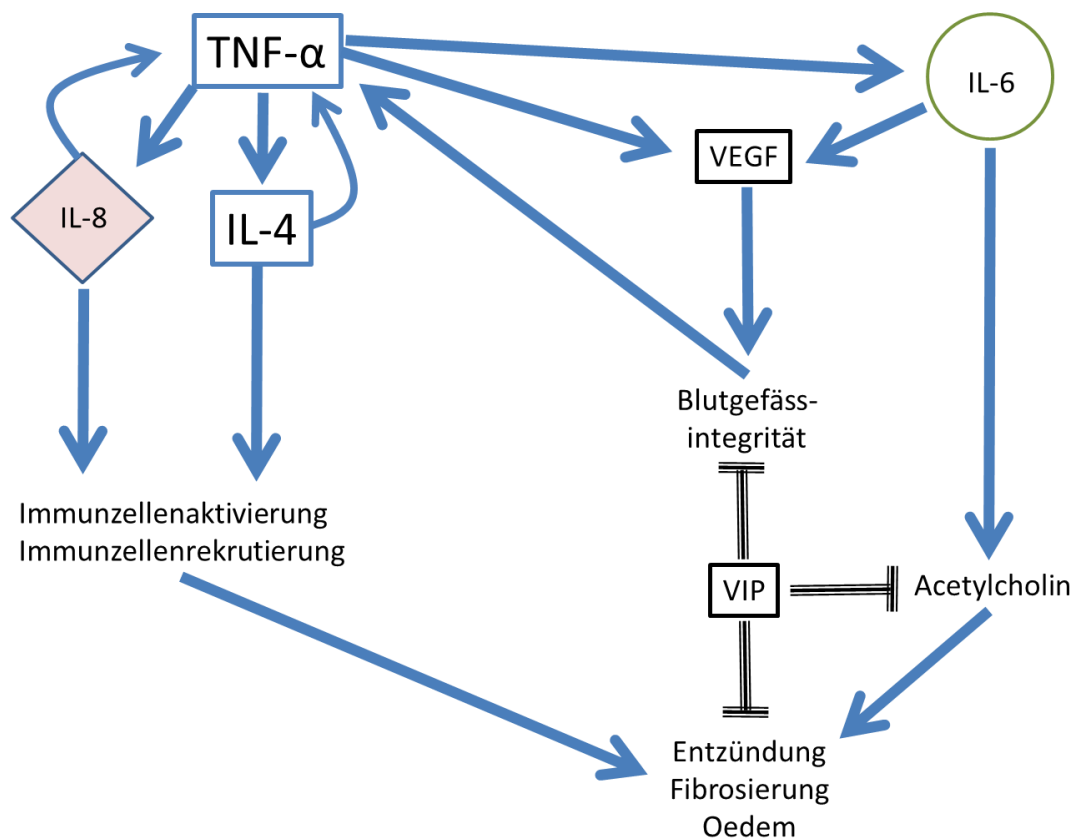 TNF-α
IL-6
VEGF
IL-8
IL-4
Blutgefäss-
integrität
Immunzellenaktivierung
Immunzellenrekrutierung
VIP
Acetylcholin
Entzündung
Fibrosierung
Oedem